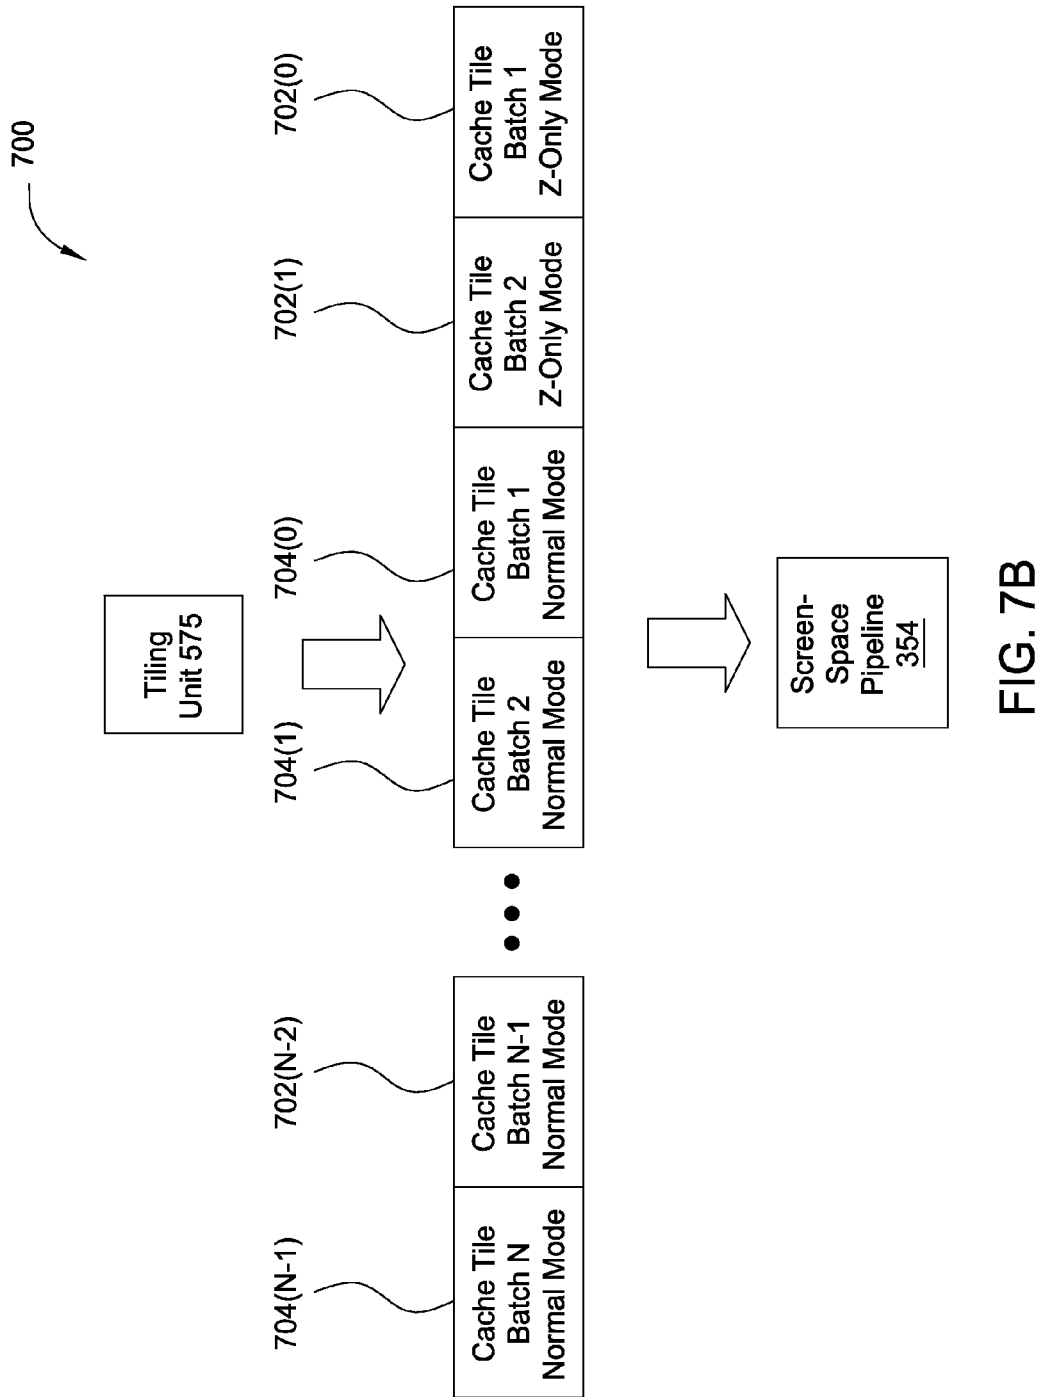 700
Tiling
Unit 575
704(N-1)
702(N-2)
704(1)
704(0)
702(1)
702(0)
Cache Tile
Batch N
Normal Mode
Cache Tile
Batch N-1
Normal Mode
Cache Tile
Batch 2
Normal Mode
Cache Tile
Batch 1
Normal Mode
Cache Tile
Batch 2
Z-Only Mode
Cache Tile
Batch 1
Z-Only Mode
Screen-
Space
Pipeline
354
FIG. 7B